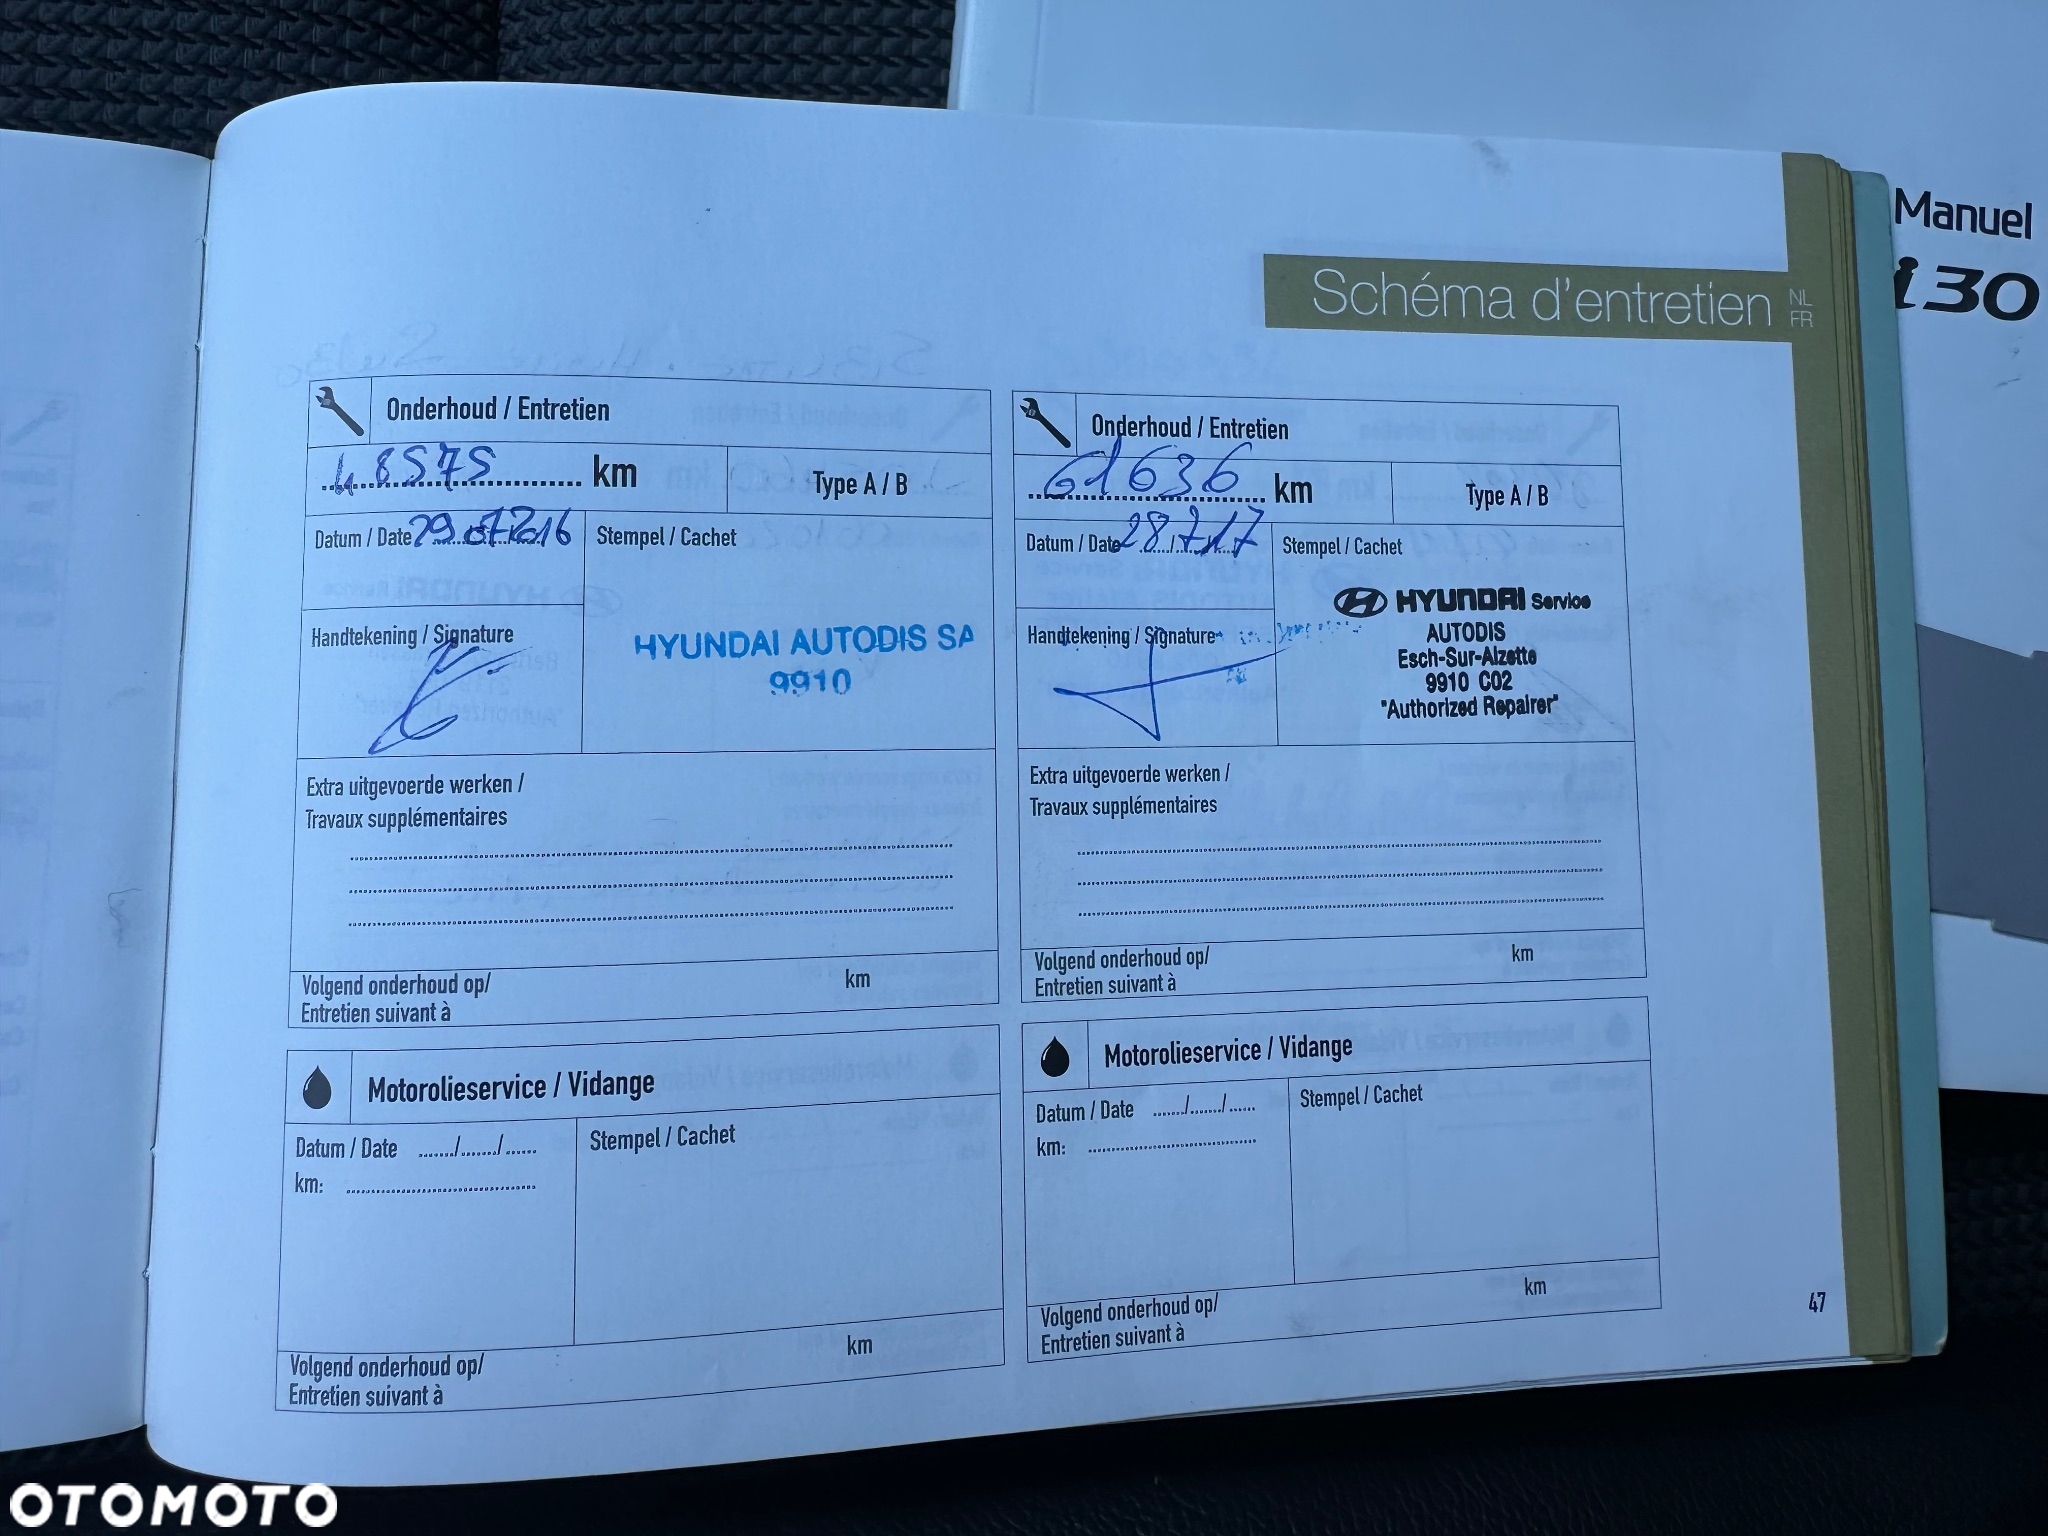 Manuel
i30
Schéma d'entretien
NL
FR
Onderhoud / Entretien
48575 km
Type A / B
Datum / Date 29.07.2016
Stempel / Cachet
Handtekening / Signature
HYUNDAI AUTODIS SA
9910
Extra uitgevoerde werken /
Travaux supplémentaires
Volgend onderhoud op/
km
Entretien suivant à
Onderhoud / Entretien
61636 km
Type A / B
Datum / Date 28/7/17
Stempel / Cachet
Handtekening / Signature
HYUNDAI Service
AUTODIS
Esch-Sur-Alzette
9910 C02
"Authorized Repairer"
Extra uitgevoerde werken /
Travaux supplémentaires
Volgend onderhoud op/
km
Entretien suivant à
Motorolieservice / Vidange
Datum / Date ....../....../......
Stempel / Cachet
km:
Volgend onderhoud op/
km
Entretien suivant à
Motorolieservice / Vidange
Datum / Date ....../....../......
Stempel / Cachet
km:
Volgend onderhoud op/
km
Entretien suivant à
47
OTOMOTO